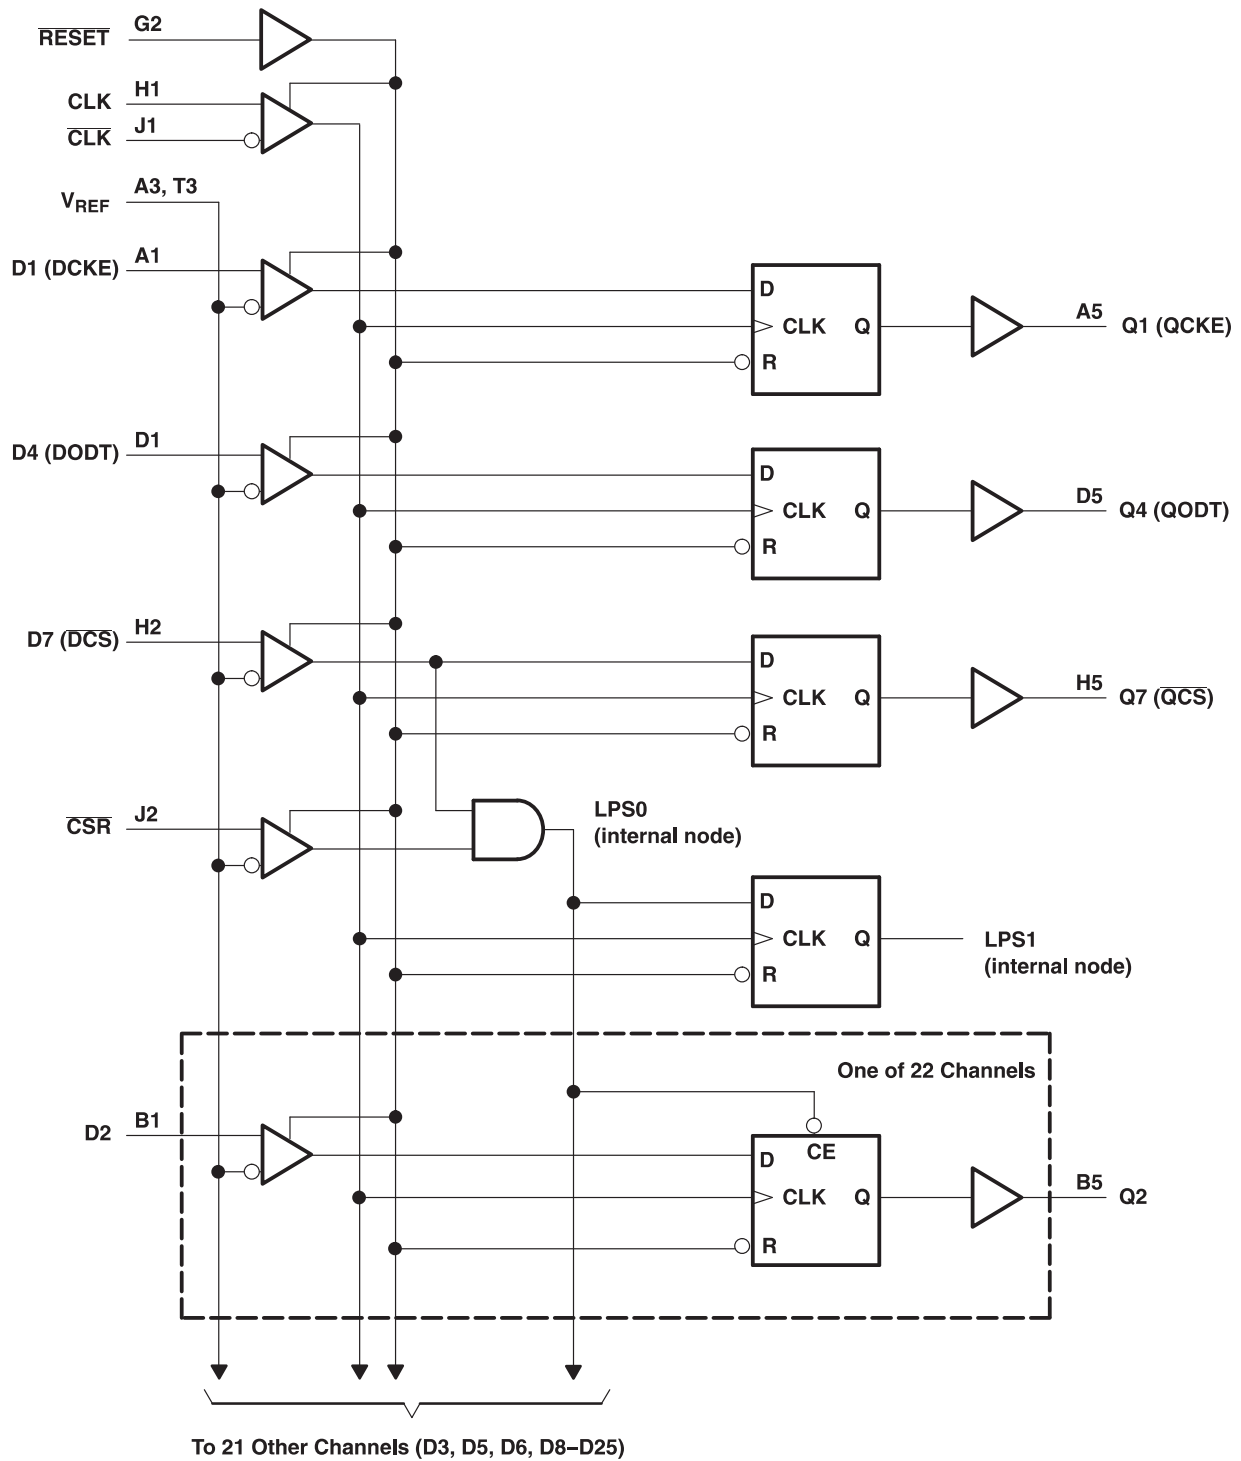 RESET G2
CLK H1
CLK J1
VREF A3, T3
D1 (DCKE) A1
D
CLK Q
R
A5 Q1 (QCKE)
D4 (DODT) D1
D
CLK Q
R
D5 Q4 (QODT)
D7 (DCS) H2
D
CLK Q
R
H5 Q7 (QCS)
CSR J2
LPS0
(internal node)
D
CLK Q
R
LPS1
(internal node)
One of 22 Channels
D2 B1
CE
D
CLK Q
R
B5 Q2
To 21 Other Channels (D3, D5, D6, D8–D25)